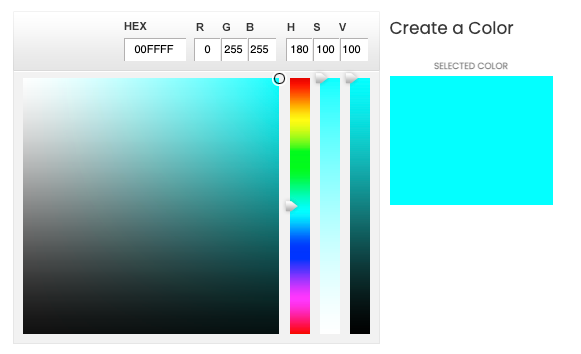 HEX R G B H S V
00FFFF 0 255 255 180 100 100
Create a Color
SELECTED COLOR